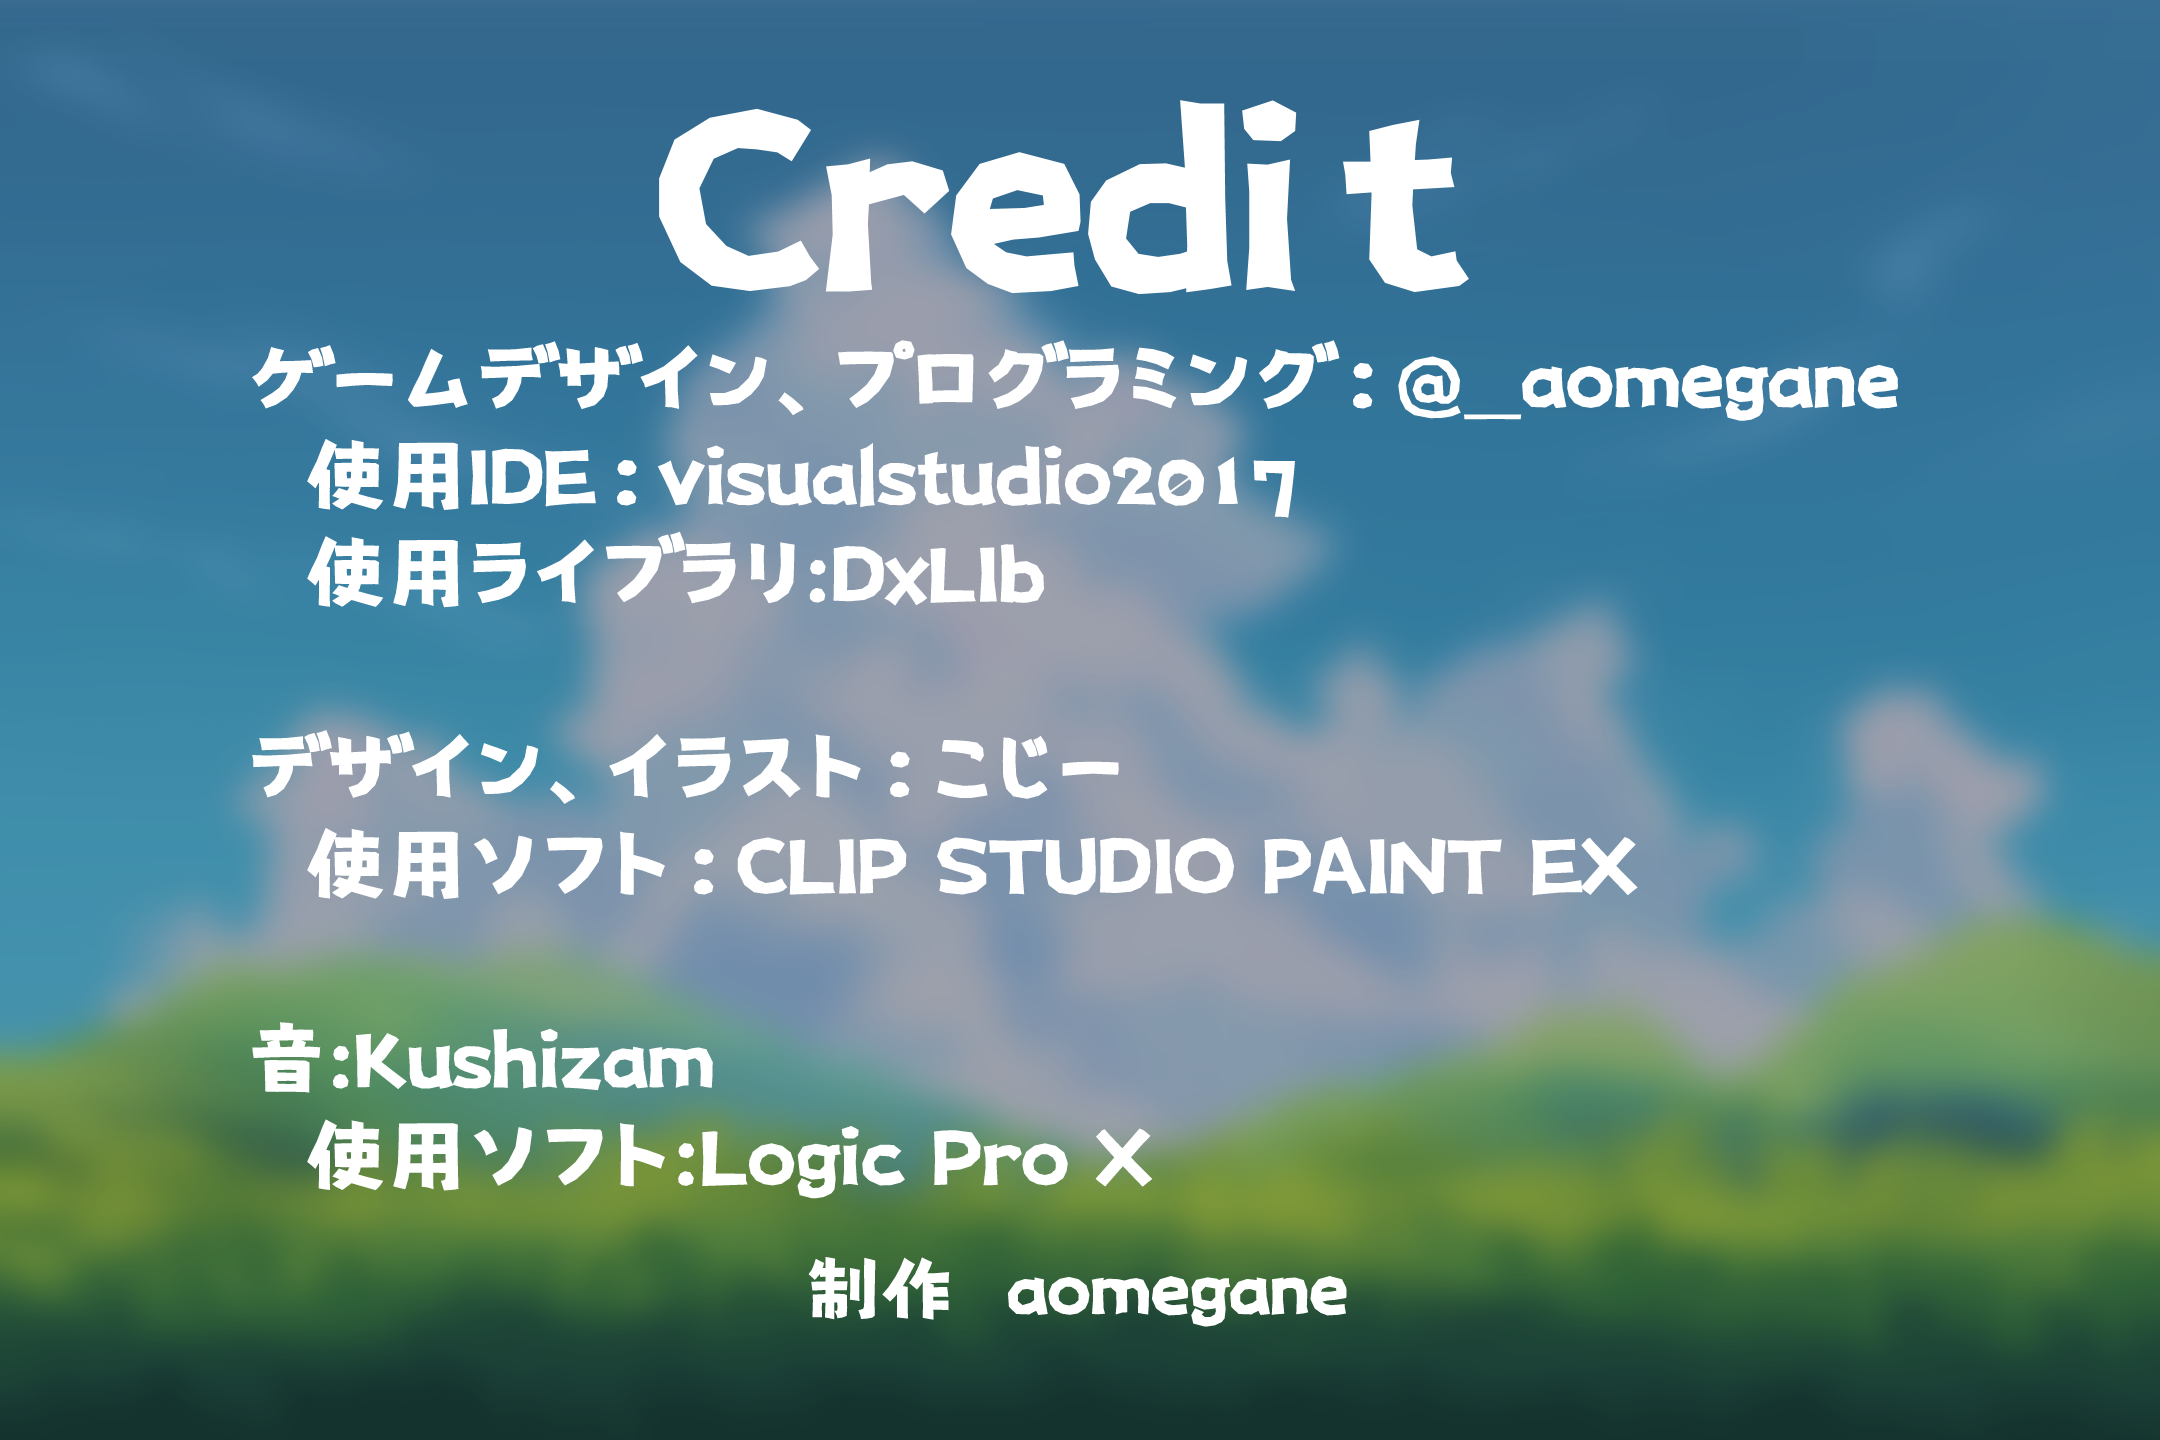 Credit
ゲームデザイン、プログラミング：@_aomegane
使用IDE：visualstudio2017
使用ライブラリ:DxLIb
デザイン、イラスト：こじー
使用ソフト：CLIP STUDIO PAINT EX
音:Kushizam
使用ソフト:Logic Pro X
制作　aomegane